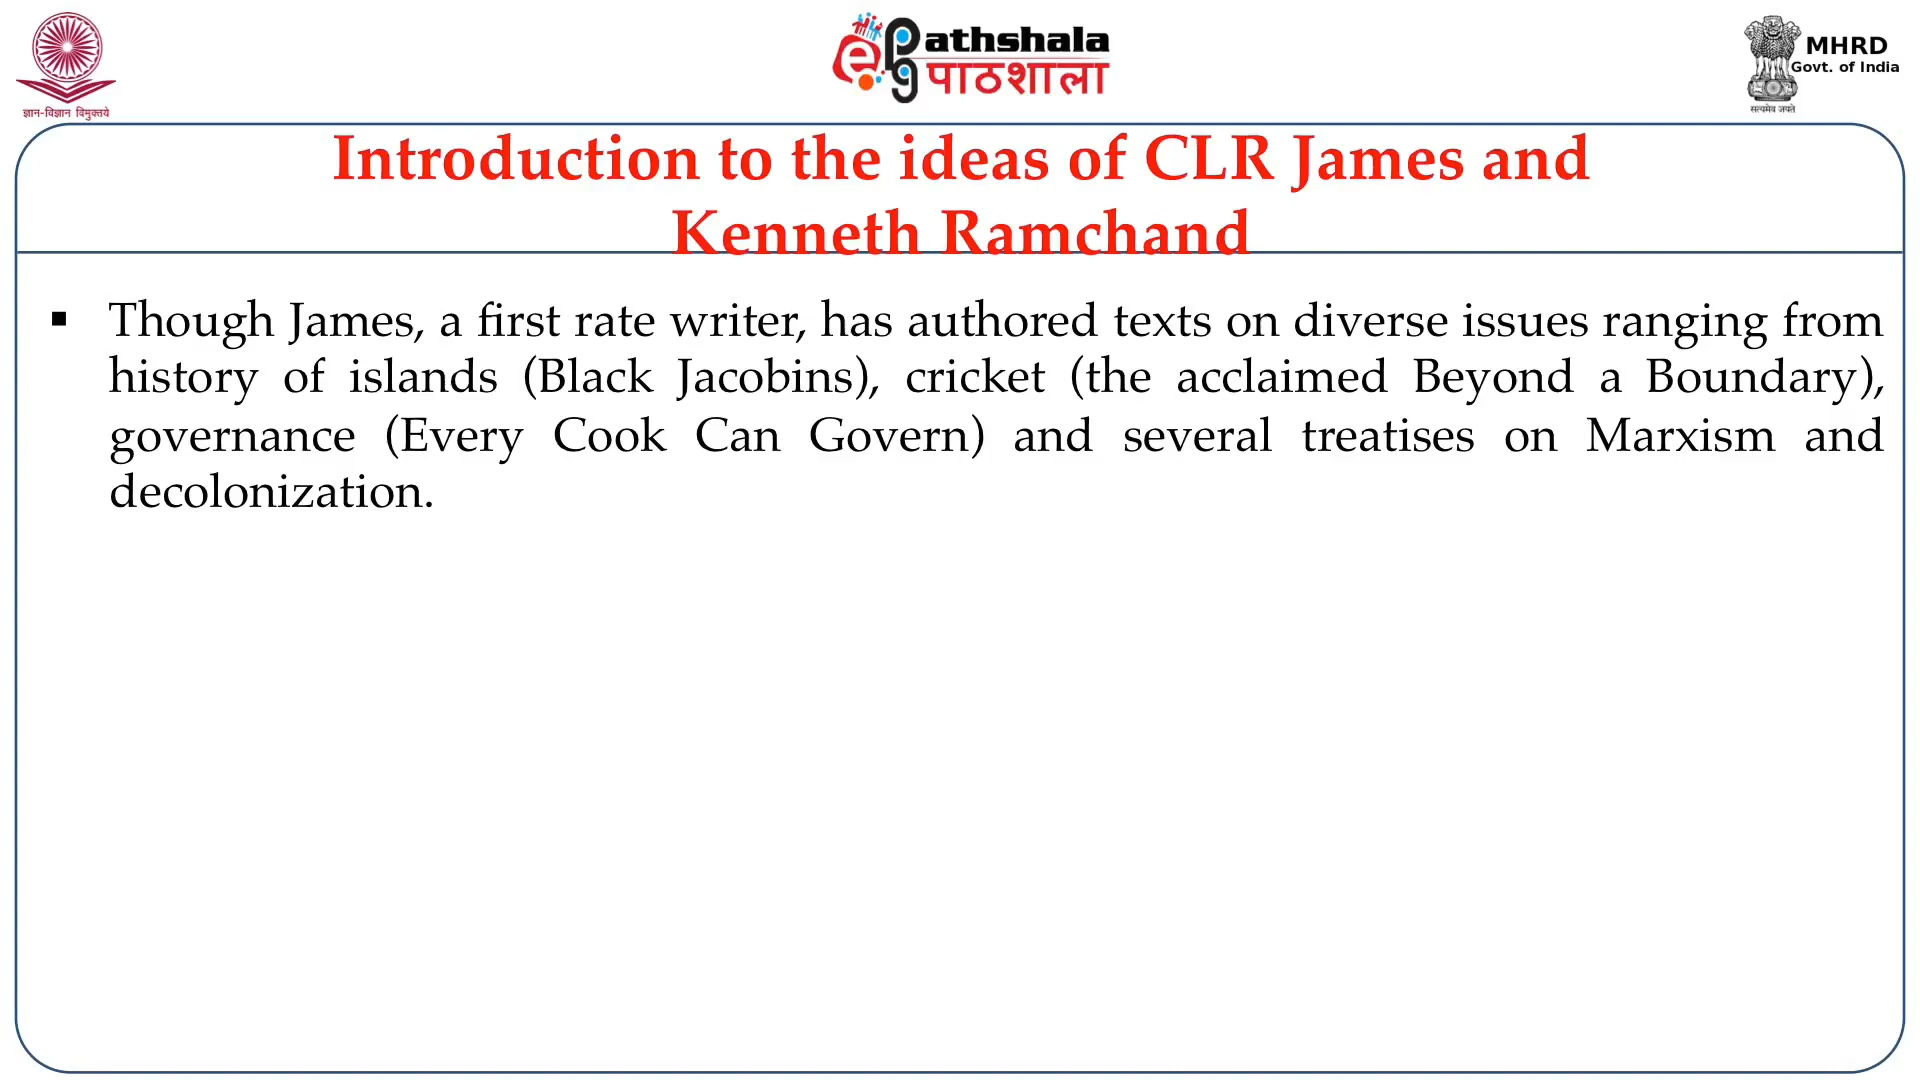 ज्ञान-विज्ञान विमुक्तये
e pg athshala
पाठशाला
MHRD
Govt. of India
सत्यमेव जयते
Introduction to the ideas of CLR James and
Kenneth Ramchand
▪ Though James, a first rate writer, has authored texts on diverse issues ranging from
history of islands (Black Jacobins), cricket (the acclaimed Beyond a Boundary),
governance (Every Cook Can Govern) and several treatises on Marxism and
decolonization.